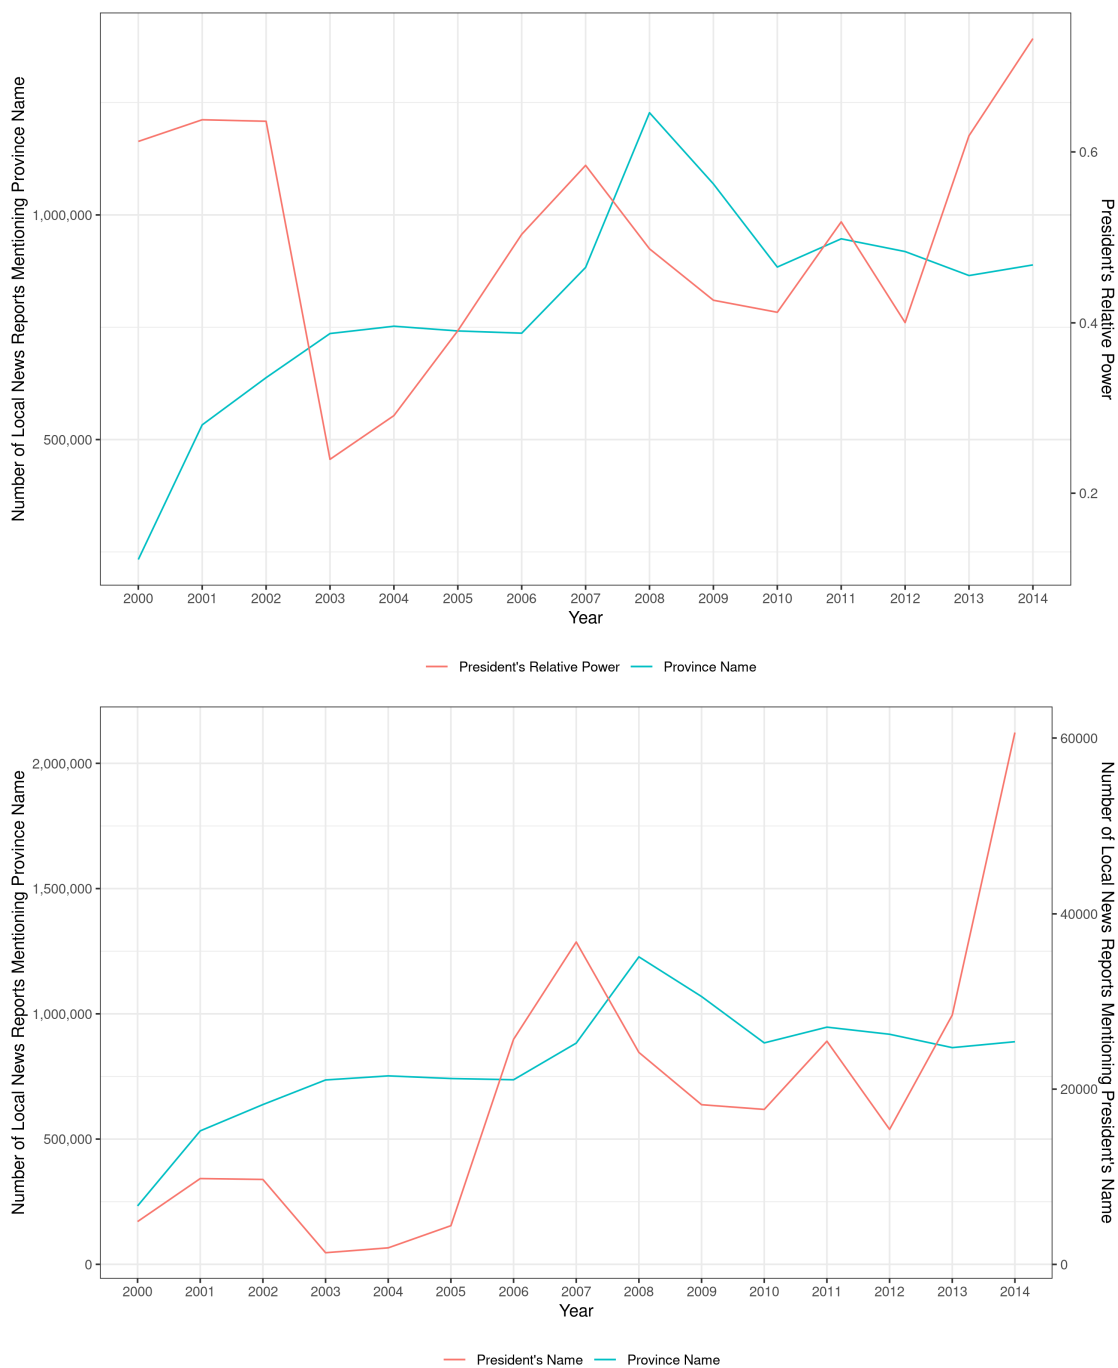 Number of Local News Reports Mentioning Province Name
1,000,000
500,000
0.6
0.4
0.2
President's Relative Power
2000 2001 2002 2003 2004 2005 2006 2007 2008 2009 2010 2011 2012 2013 2014
Year
President's Relative Power Province Name
Number of Local News Reports Mentioning Province Name
2,000,000
1,500,000
1,000,000
500,000
0
60000
40000
20000
0
Number of Local News Reports Mentioning President's Name
2000 2001 2002 2003 2004 2005 2006 2007 2008 2009 2010 2011 2012 2013 2014
Year
President's Name Province Name